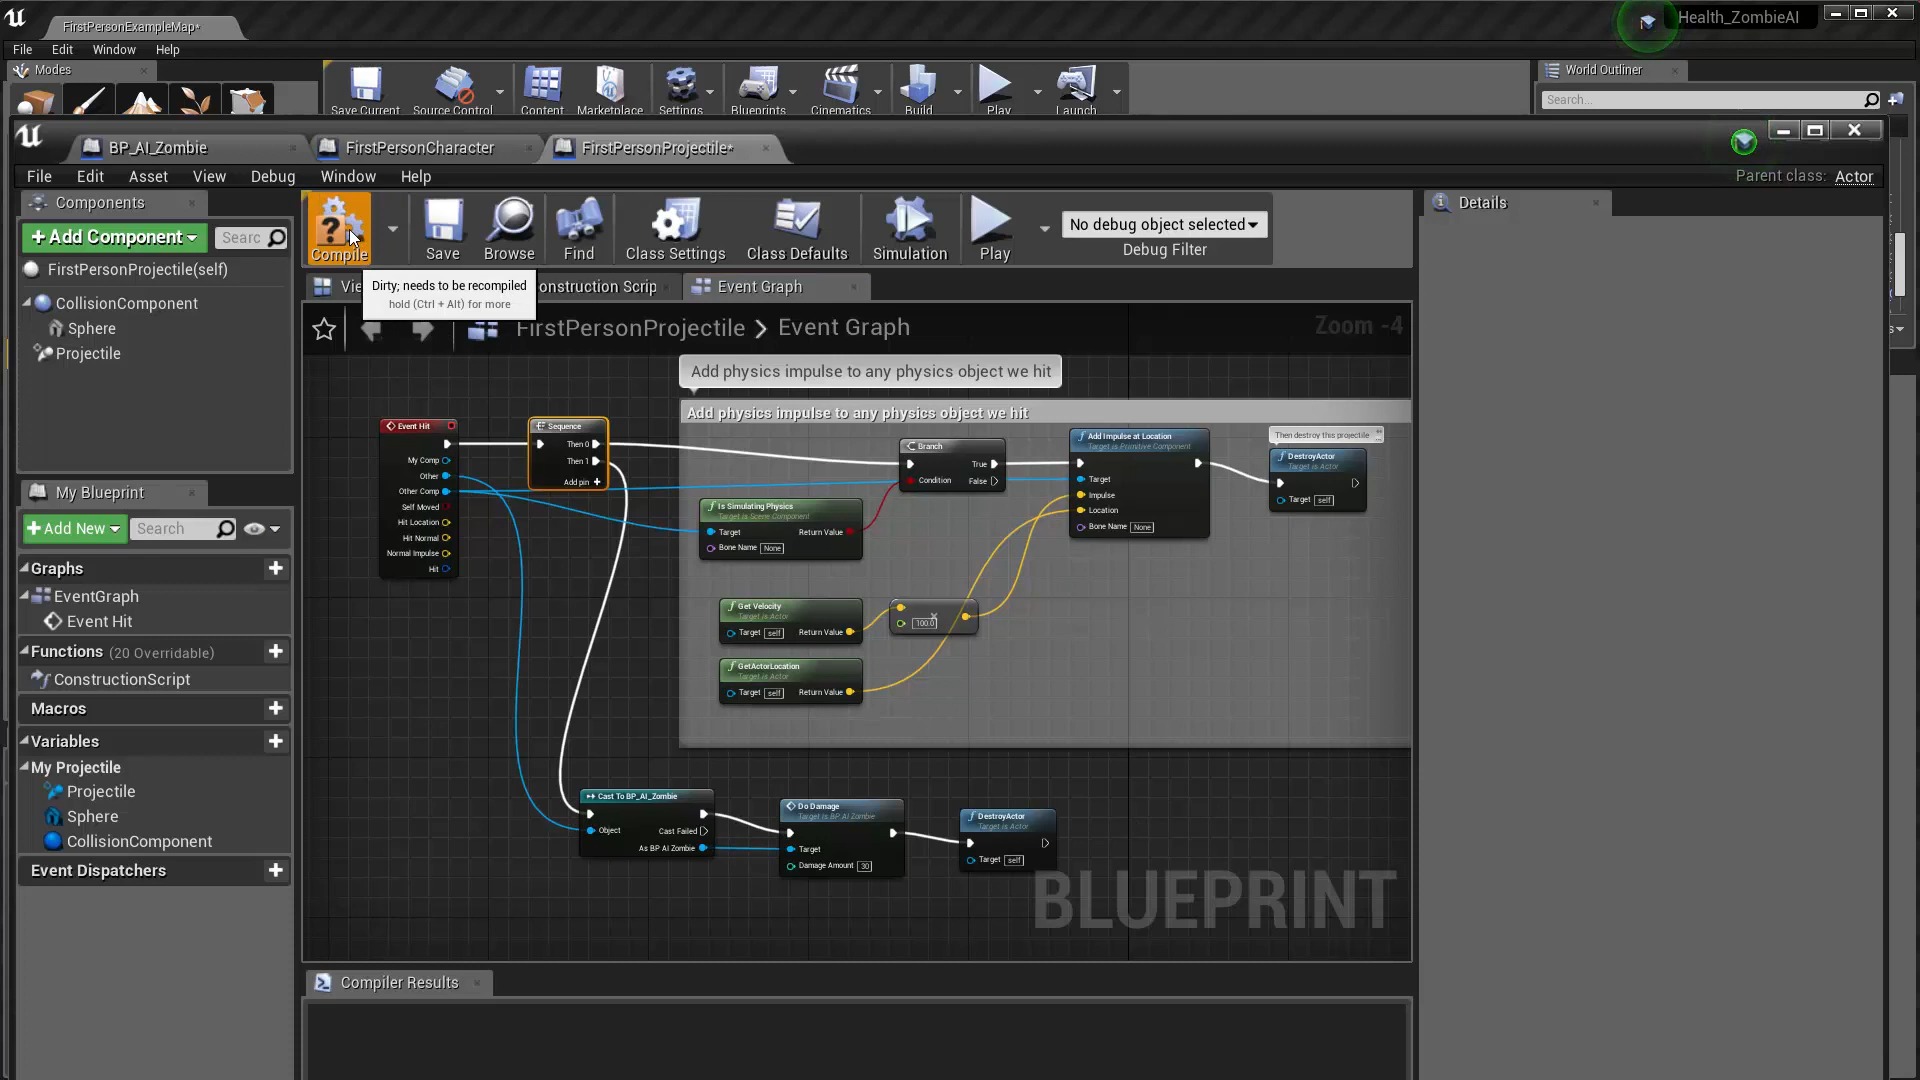 FirstPersonExampleMap*
Health_ZombieAI
File Edit Window Help
Modes
Save Current Source Control Content Marketplace Settings Blueprints Cinematics Build Play Launch
World Outliner
Search...
BP_AI_Zombie FirstPersonCharacter FirstPersonProjectile*
File Edit Asset View Debug Window Help
Parent class: Actor
Components
+Add Component
Searc
FirstPersonProjectile(self)
CollisionComponent
Sphere
Projectile
Compile Save Browse Find Class Settings Class Defaults Simulation Play
No debug object selected
Debug Filter
Details
Dirty; needs to be recompiled
hold (Ctrl + Alt) for more
Vie
onstruction Scrip
Event Graph
FirstPersonProjectile > Event Graph
Zoom -4
Add physics impulse to any physics object we hit
Add physics impulse to any physics object we hit
Event Hit
My Comp
Other
Other Comp
Self Moved
Hit Location
Hit Normal
Normal Impulse
Hit
Sequence
Then 0
Then 1
Add pin +
Branch
True
Condition False
Is Simulating Physics
Target is Scene Component
Target Return Value
Bone Name None
Add Impulse at Location
Target is Primitive Component
Target
Impulse
Location
Bone Name None
Then destroy this projectile
DestroyActor
Target is Actor
Target self
Get Velocity
Target is Actor
Target self Return Value
100.0
GetActorLocation
Target is Actor
Target self Return Value
Cast To BP_AI_Zombie
Object Cast Failed
As BP AI Zombie
Do Damage
Target is BP AI Zombie
Target
Damage Amount 30
DestroyActor
Target is Actor
Target self
BLUEPRINT
My Blueprint
+Add New
Search
Graphs
EventGraph
Event Hit
Functions (20 Overridable)
ConstructionScript
Macros
Variables
My Projectile
Projectile
Sphere
CollisionComponent
Event Dispatchers
Compiler Results